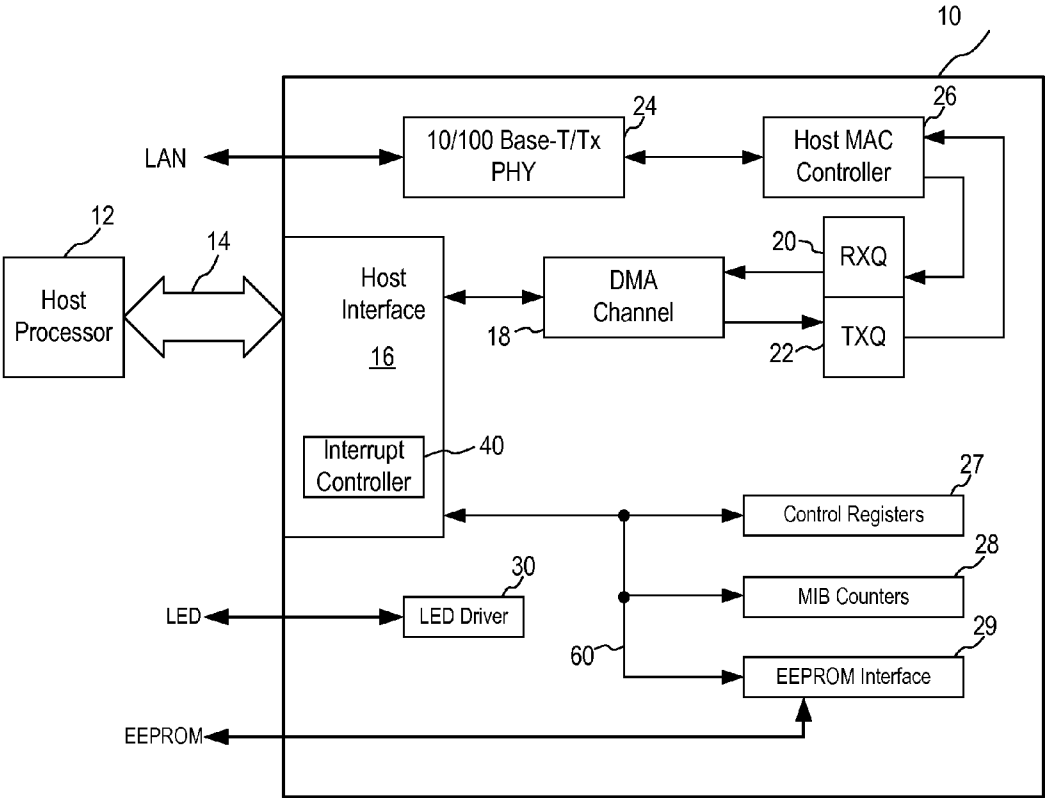 10
24
26
10/100 Base-T/Tx
PHY
Host MAC
Controller
LAN
12
14
20
RXQ
Host
Interface
16
DMA
Channel
18
22
TXQ
Host
Processor
Interrupt
Controller
40
27
Control Registers
28
MIB Counters
30
LED
LED Driver
60
29
EEPROM Interface
EEPROM